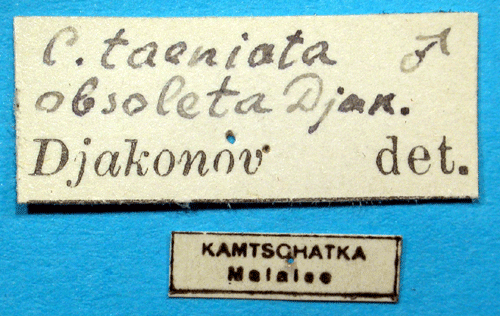 C. taeniata ♂
obsoleta Djak.
Djakonov det.
KAMTSCHATKA
Malaise